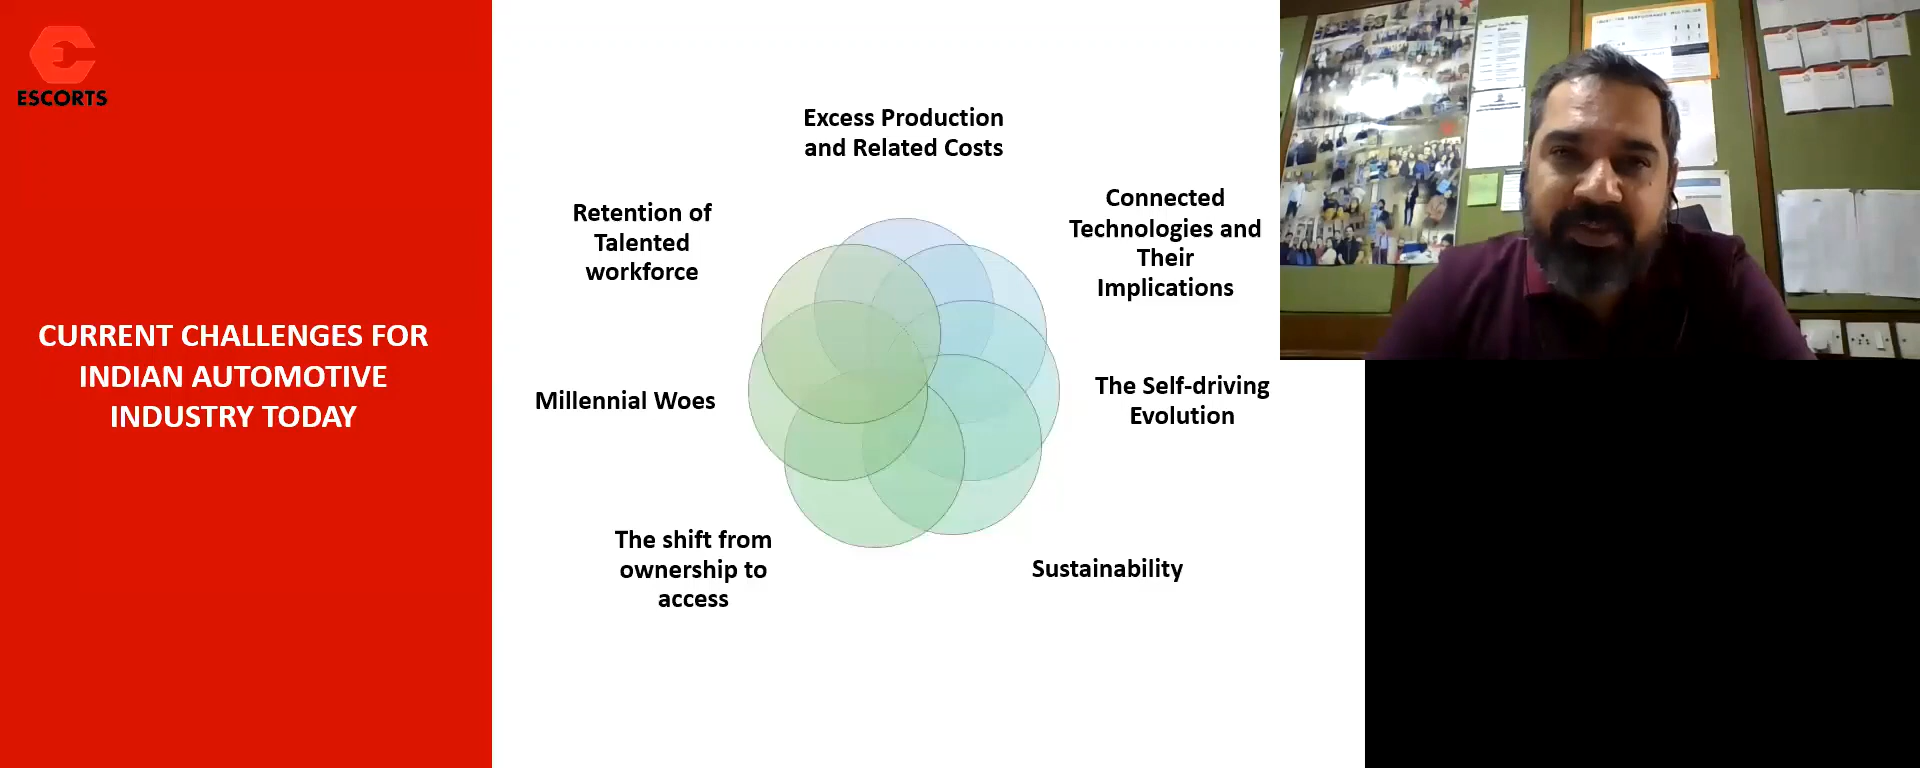 ESCORTS
CURRENT CHALLENGES FOR
INDIAN AUTOMOTIVE
INDUSTRY TODAY
Excess Production
and Related Costs
Connected
Technologies and
Their
Implications
The Self-driving
Evolution
Sustainability
The shift from
ownership to
access
Millennial Woes
Retention of
Talented
workforce